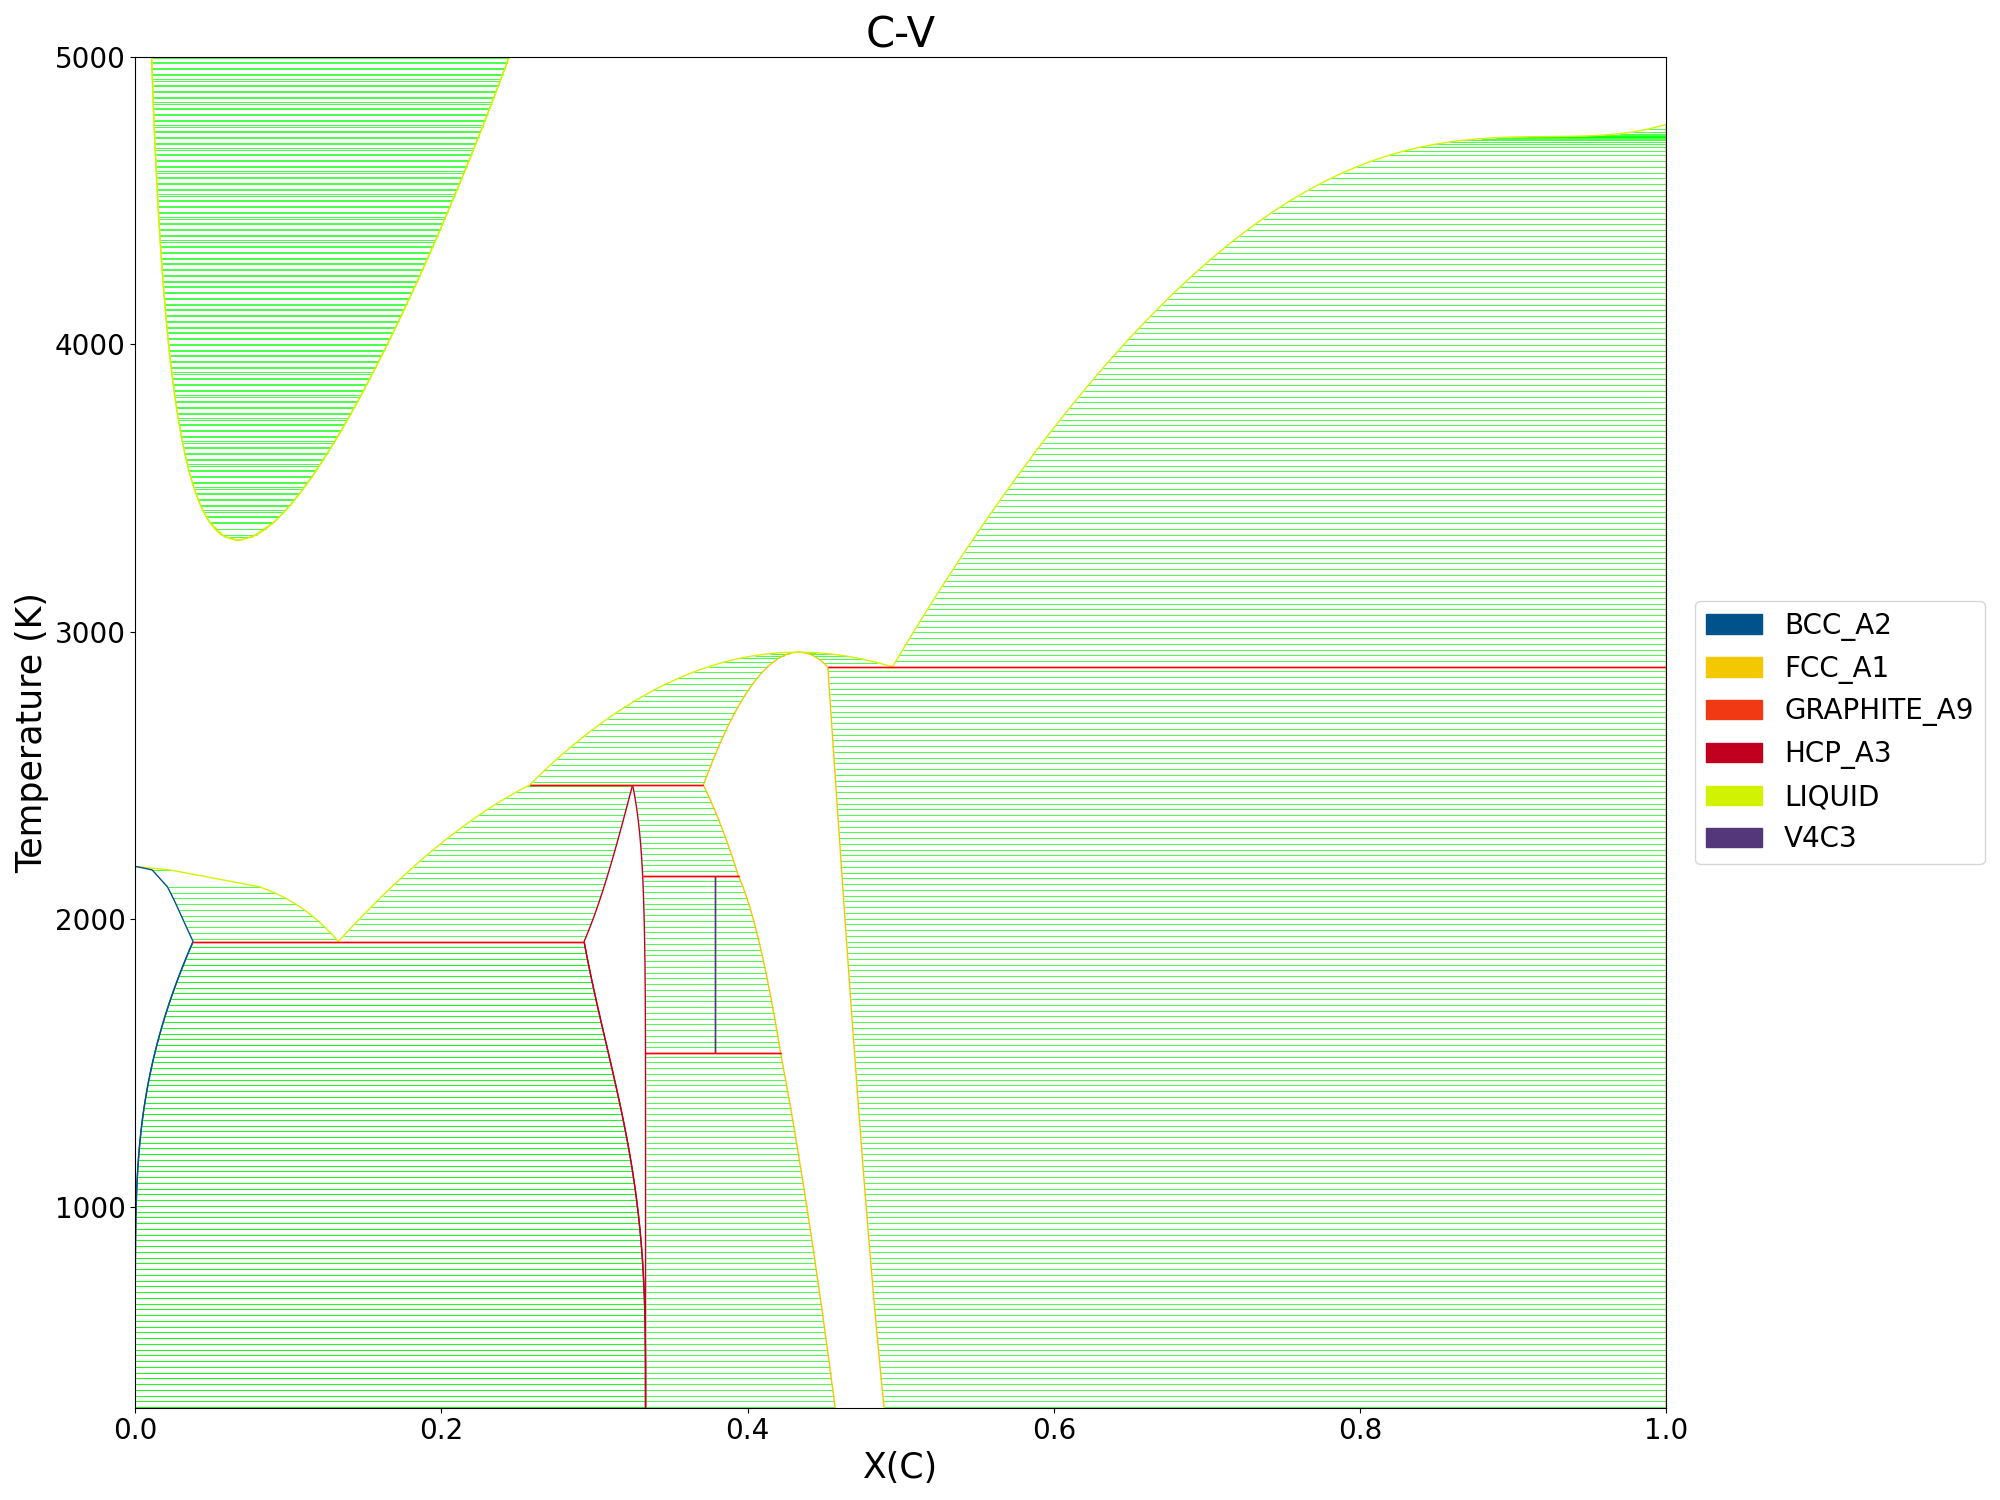 C-V
5000
4000
3000
2000
1000
Temperature (K)
0.0 0.2 0.4 0.6 0.8 1.0
X(C)
BCC_A2
FCC_A1
GRAPHITE_A9
HCP_A3
LIQUID
V4C3